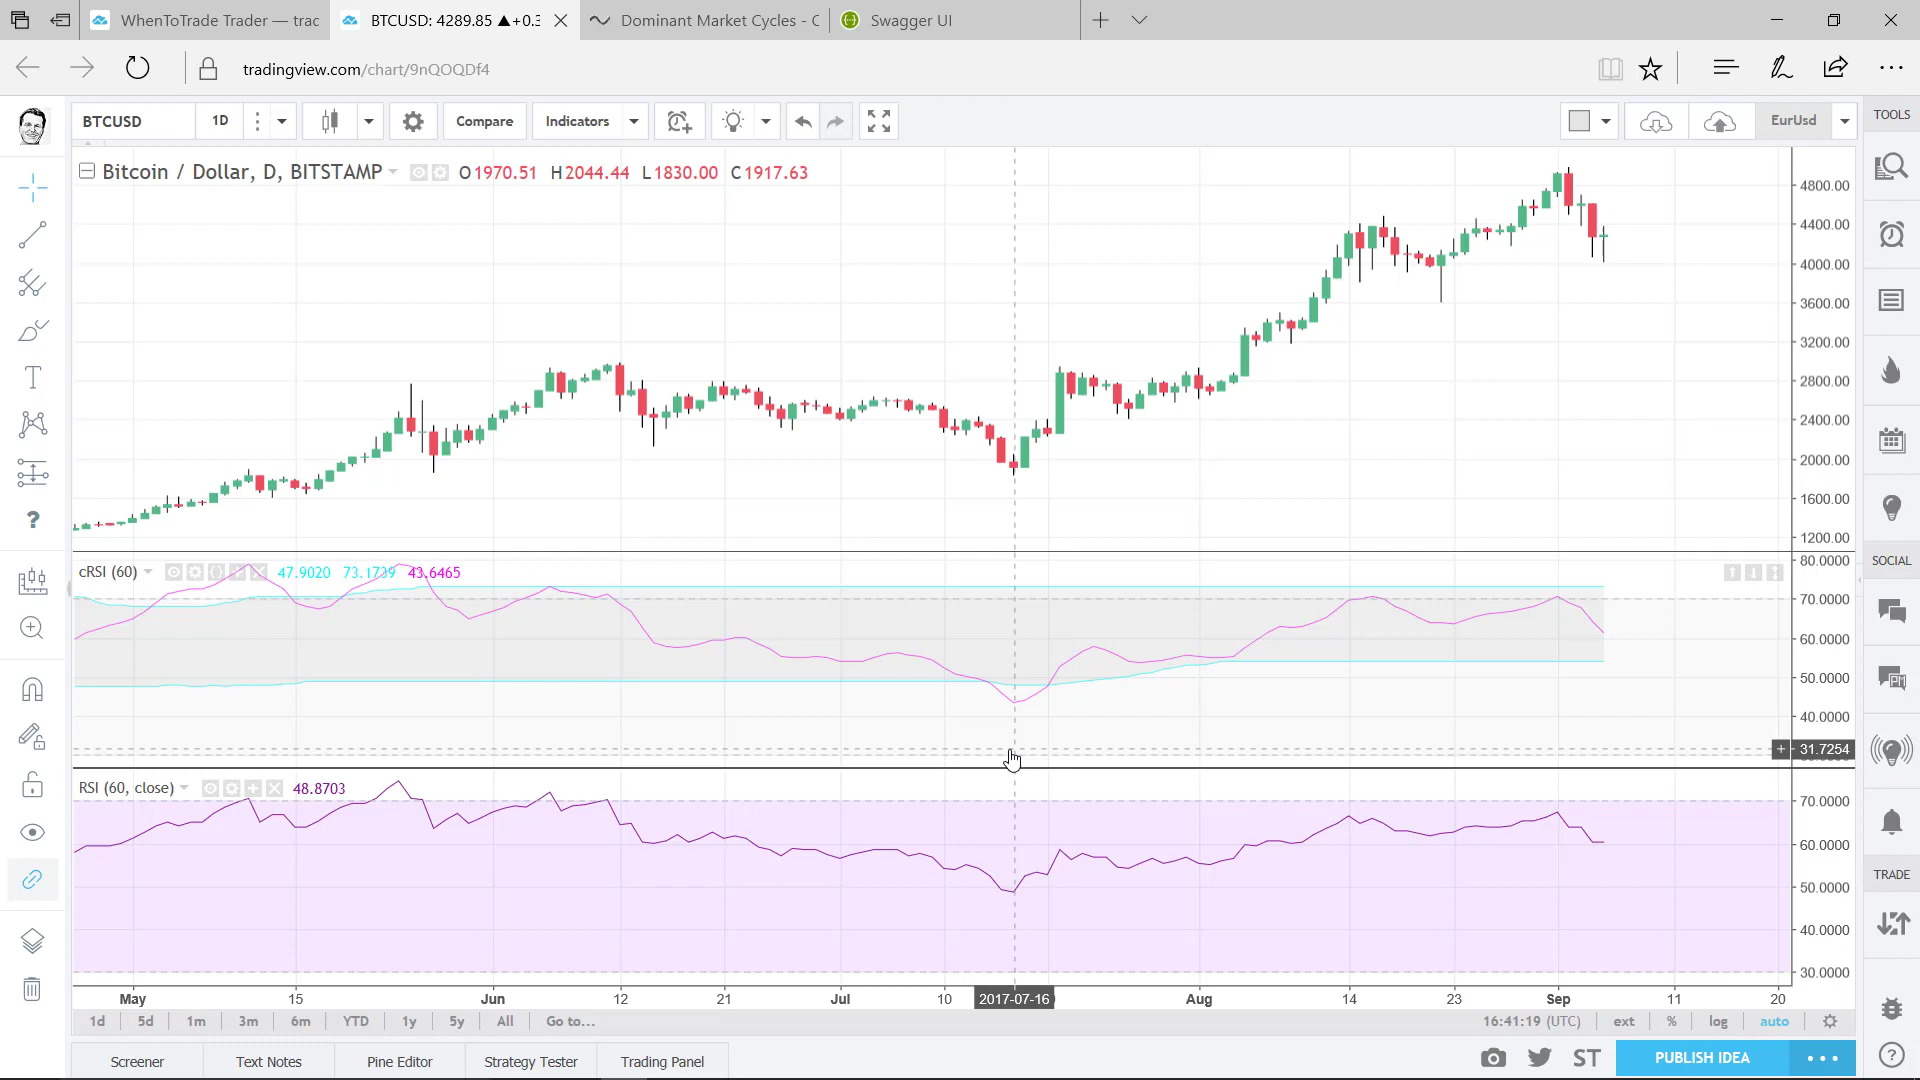 WhenToTrade Trader — trac
BTCUSD: 4289.85 ▲+0.3
Dominant Market Cycles - C
Swagger UI
tradingview.com/chart/9nQOQDf4
BTCUSD 1D Compare Indicators EurUsd
TOOLS
Bitcoin / Dollar, D, BITSTAMP O1970.51 H2044.44 L1830.00 C1917.63
4800.00
4400.00
4000.00
3600.00
3200.00
2800.00
2400.00
2000.00
1600.00
1200.00
cRSI (60) 47.9020 73.1739 43.6465
SOCIAL
80.0000
70.0000
60.0000
50.0000
40.0000
31.7254
RSI (60, close) 48.8703
70.0000
60.0000
50.0000
40.0000
30.0000
TRADE
May 15 Jun 12 21 Jul 10 2017-07-16 Aug 14 23 Sep 11 20
1d 5d 1m 3m 6m YTD 1y 5y All Go to... 16:41:19 (UTC) ext % log auto
Screener Text Notes Pine Editor Strategy Tester Trading Panel ST PUBLISH IDEA